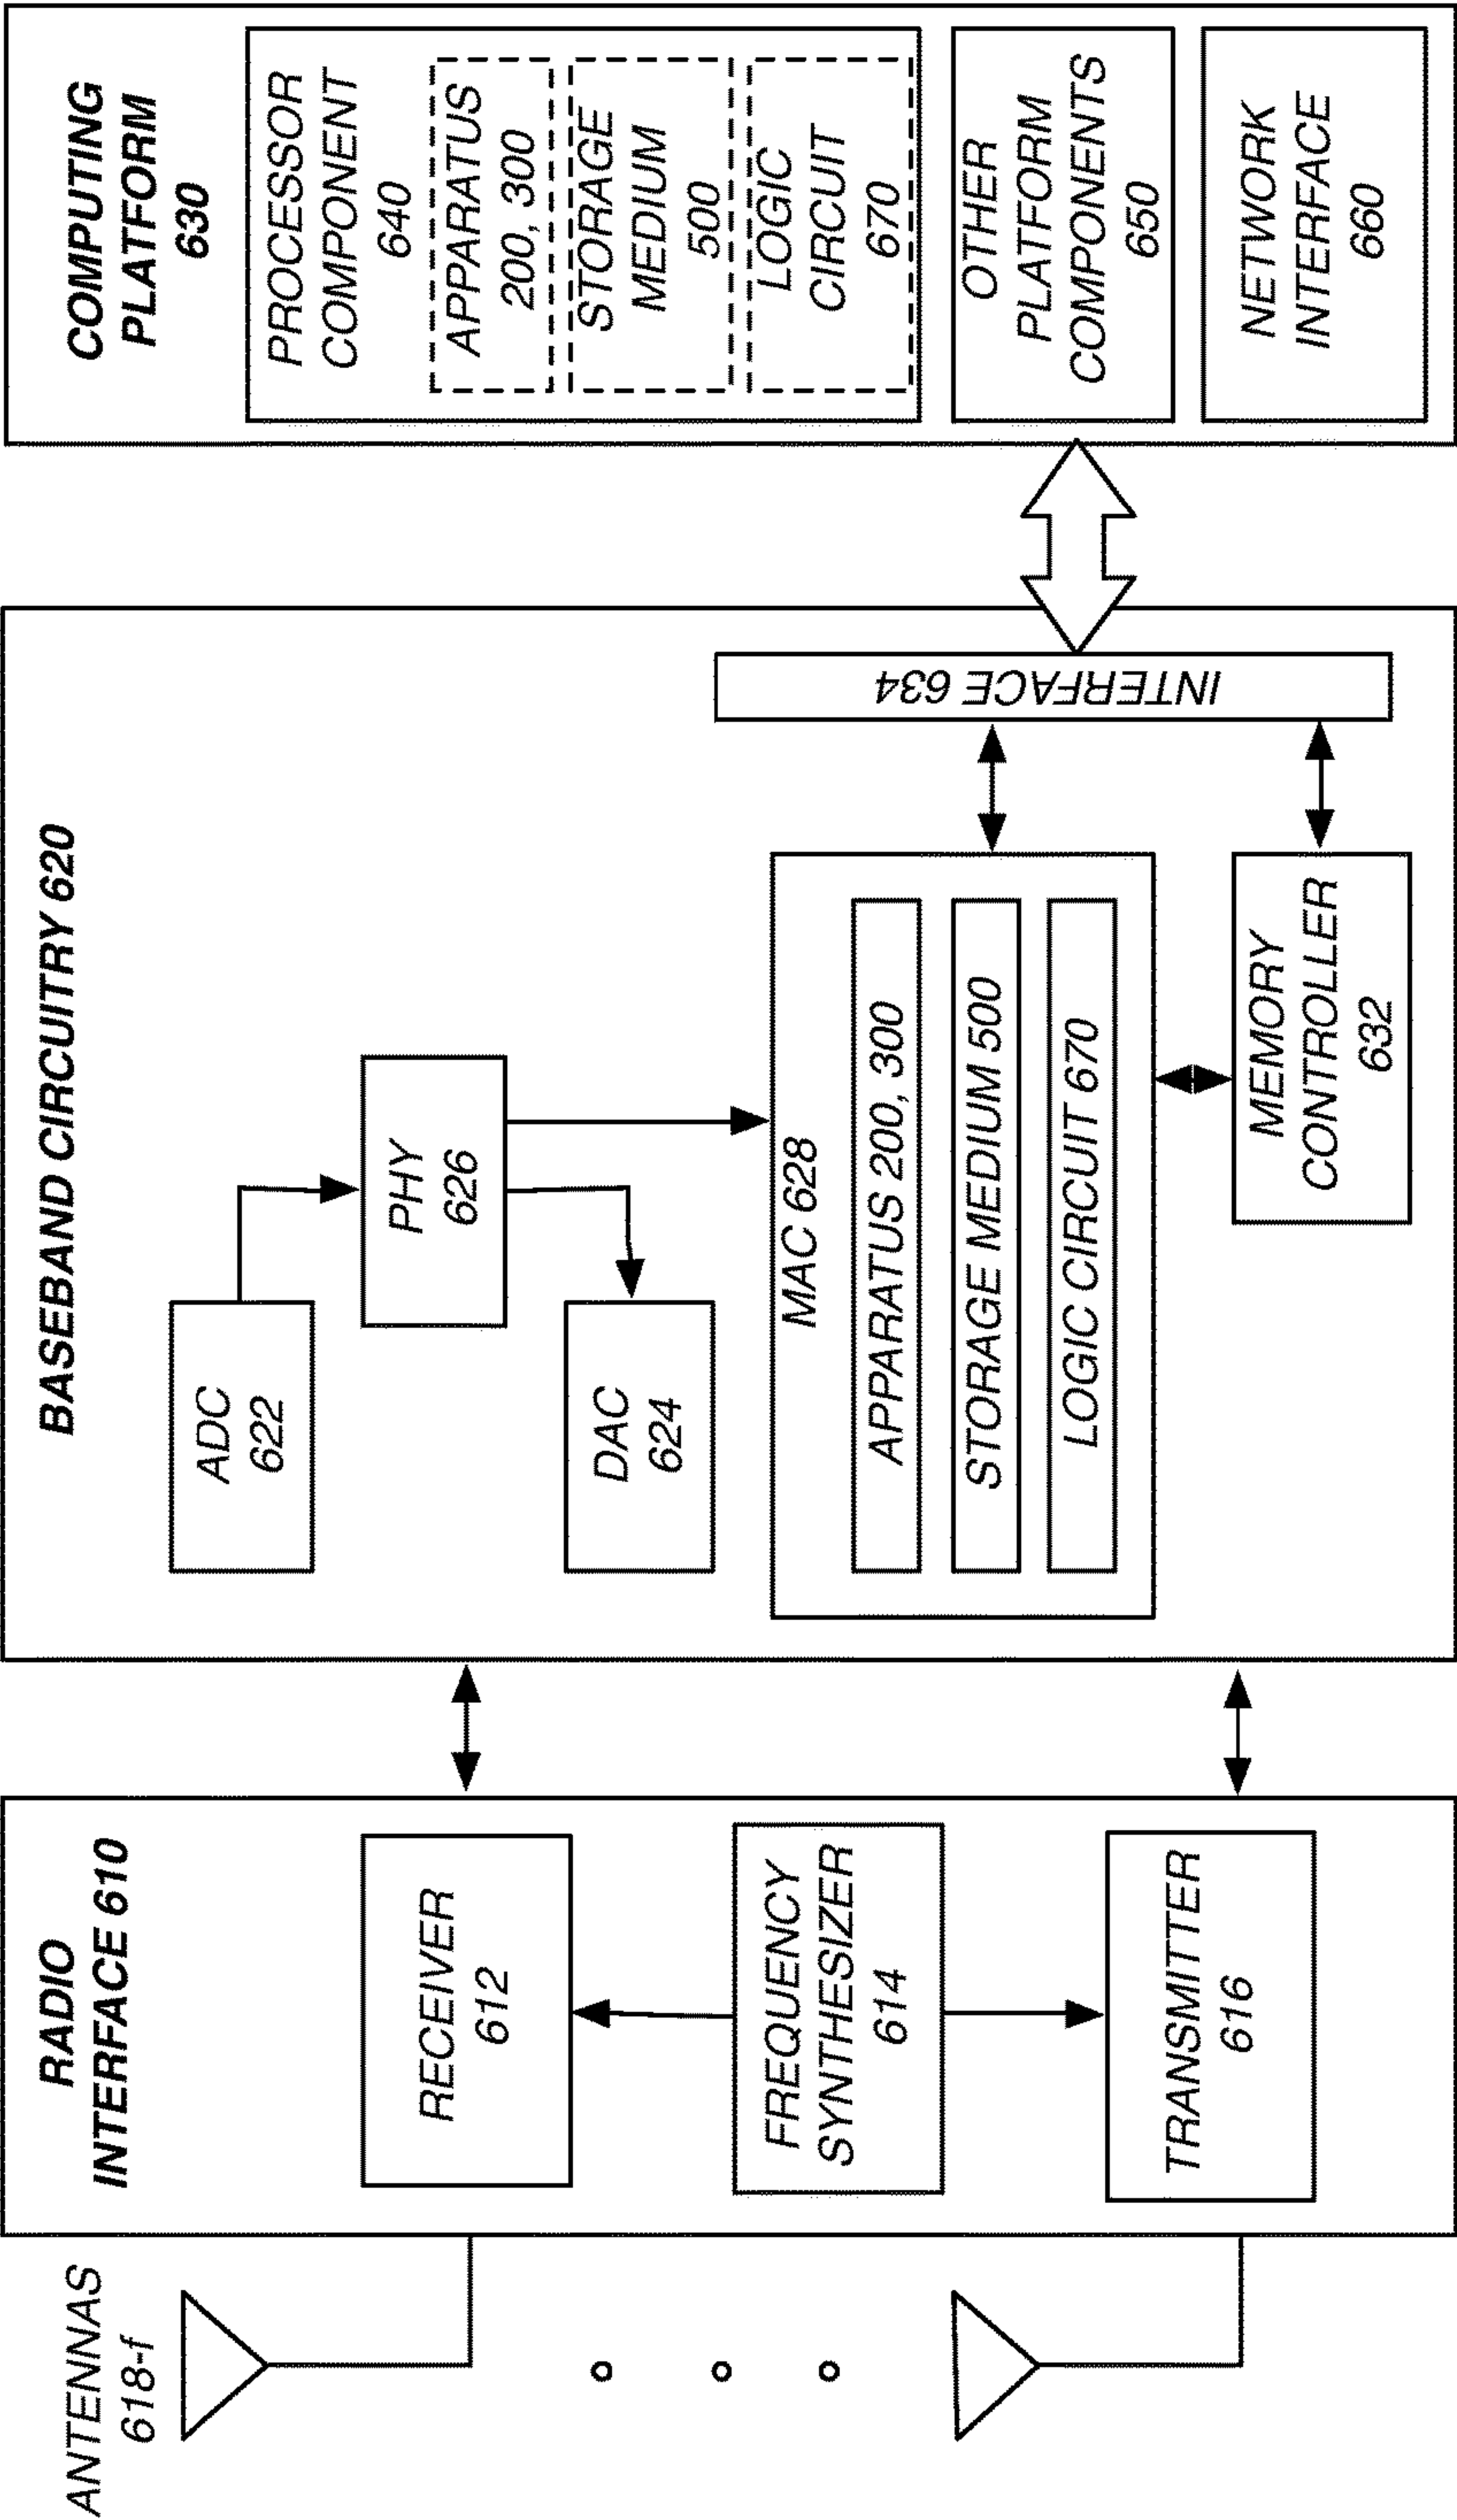 ANTENNAS
618-f
RADIO
INTERFACE 610
RECEIVER
612
FREQUENCY
SYNTHESIZER
614
TRANSMITTER
616
BASEBAND CIRCUITRY 620
ADC
622
PHY
626
DAC
624
MAC 628
APPARATUS 200, 300
STORAGE MEDIUM 500
LOGIC CIRCUIT 670
MEMORY
CONTROLLER
632
INTERFACE 634
COMPUTING
PLATFORM
630
PROCESSOR
COMPONENT
640
APPARATUS
200, 300
STORAGE
MEDIUM
500
LOGIC
CIRCUIT
670
OTHER
PLATFORM
COMPONENTS
650
NETWORK
INTERFACE
660